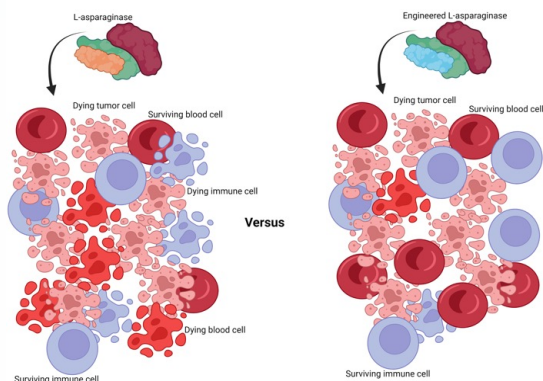 L-asparaginase
Engineered L-asparaginase
Dying tumor cell
Surviving blood cell
Dying tumor cell
Surviving blood cell
Dying immune cell
Versus
Dying blood cell
Surviving immune cell
Surviving immune cell